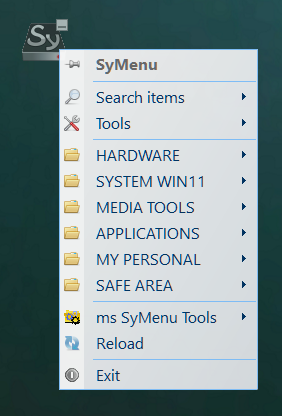 Sy
SyMenu
Search items
Tools
HARDWARE
SYSTEM WIN11
MEDIA TOOLS
APPLICATIONS
MY PERSONAL
SAFE AREA
ms SyMenu Tools
Reload
Exit